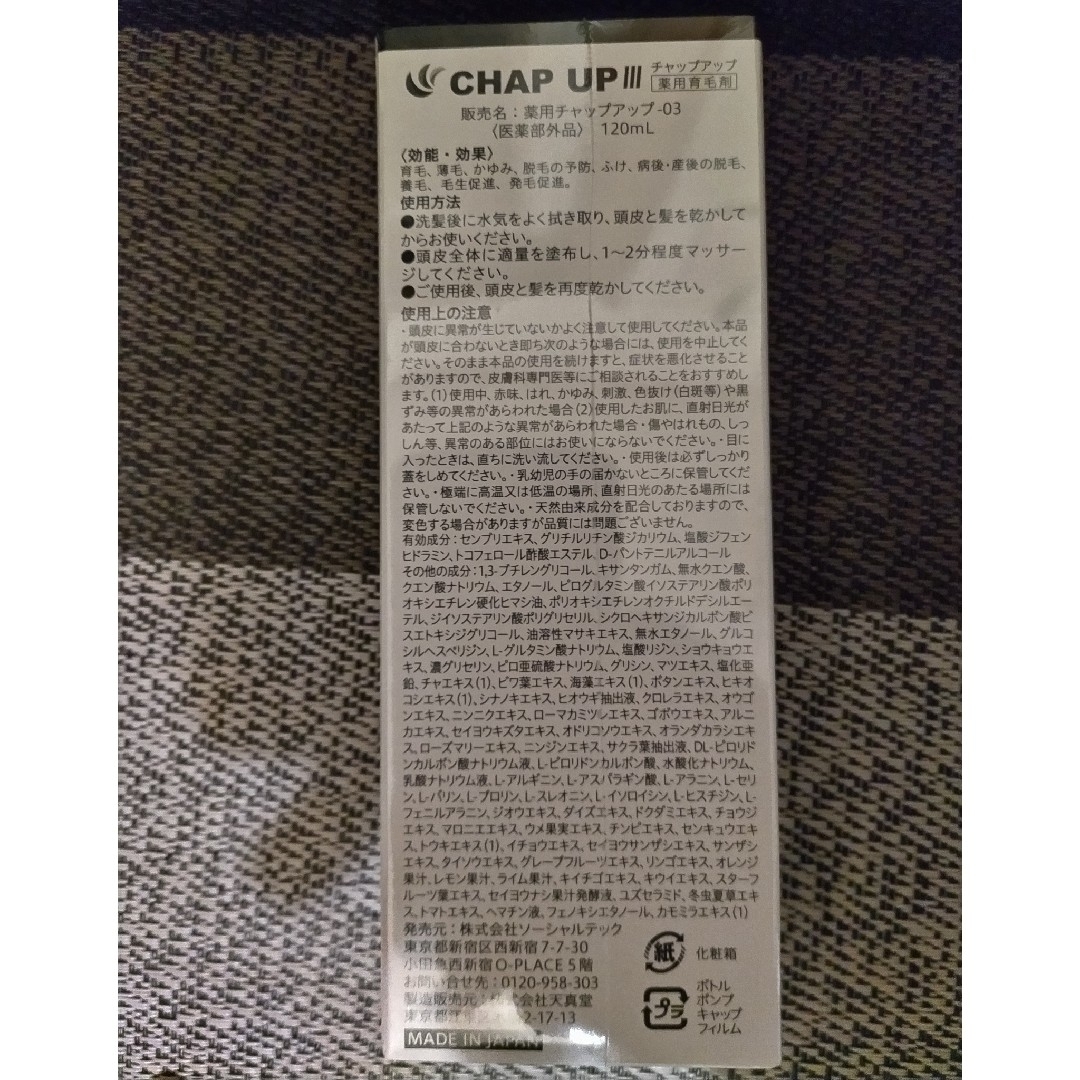 CHAP UP III チャップアップ 薬用育毛剤
販売名：薬用チャップアップ-03
〈医薬部外品〉 120mL
〈効能・効果〉
育毛、薄毛、かゆみ、脱毛の予防、ふけ、病後・産後の脱毛、
養毛、毛生促進、発毛促進。
使用方法
●洗髪後に水気をよく拭き取り、頭皮と髪を乾かして
からお使いください。
●頭皮全体に適量を塗布し、1〜2分程度マッサー
ジしてください。
●ご使用後、頭皮と髪を再度乾かしてください。
使用上の注意
・頭皮に異常が生じていないかよく注意して使用してください。本品
が頭皮に合わないとき即ち次のような場合には、使用を中止してく
ださい。そのまま本品の使用を続けますと、症状を悪化させること
がありますので、皮膚科専門医等にご相談されることをおすすめし
ます。(1)使用中、赤味、はれ、かゆみ、刺激、色抜け(白斑等)や黒
ずみ等の異常があらわれた場合(2)使用したお肌に、直射日光が
あたって上記のような異常があらわれた場合・傷やはれもの、しっ
しん等、異常のある部位にはお使いにならないでください。・目に
入ったときは、直ちに洗い流してください。・使用後は必ずしっかり
蓋をしめてください。・乳幼児の手の届かないところに保管してくだ
さい。・極端に高温又は低温の場所、直射日光のあたる場所には
保管しないでください。・天然由来成分を配合しておりますので、
変色する場合がありますが品質には問題ございません。
有効成分：センブリエキス、グリチルリチン酸ジカリウム、塩酸ジフェン
ヒドラミン、トコフェロール酢酸エステル、D-パントテニルアルコール
その他の成分：1,3-ブチレングリコール、キサンタンガム、無水クエン酸、
クエン酸ナトリウム、エタノール、ピログルタミン酸イソステアリン酸ポリ
オキシエチレン硬化ヒマシ油、ポリオキシエチレンオクチルドデシルエー
テル、ジイソステアリン酸ポリグリセリル、シクロヘキサンジカルボン酸ビ
スエトキシジグリコール、油溶性マサキエキス、無水エタノール、グルコ
シルヘスペリジン、L-グルタミン酸ナトリウム、塩酸リジン、ショウキョウエ
キス、濃グリセリン、ピロ亜硫酸ナトリウム、グリシン、マツエキス、塩化亜
鉛、チャエキス(1)、ビワ葉エキス、海藻エキス(1)、ボタンエキス、ヒキオ
コシエキス(1)、シナノキエキス、ヒオウギ抽出液、クロレラエキス、オウゴ
ンエキス、ニンニクエキス、ローマカミツレエキス、ゴボウエキス、アルニ
カエキス、セイヨウキズタエキス、オドリコソウエキス、オランダカラシエキ
ス、ローズマリーエキス、ニンジンエキス、サクラ葉抽出液、DL-ピロリド
ンカルボン酸ナトリウム液、L-ピロリドンカルボン酸、水酸化ナトリウム、
乳酸ナトリウム液、L-アルギニン、L-アスパラギン酸、L-アラニン、L-セリ
ン、L-バリン、L-プロリン、L-スレオニン、L-イソロイシン、L-ヒスチジン、L-
フェニルアラニン、ジオウエキス、ダイズエキス、ドクダミエキス、チョウジ
エキス、マロニエエキス、ウメ果実エキス、チンピエキス、センキュウエキ
ス、トウキエキス(1)、イチョウエキス、セイヨウサンザシエキス、サンザシ
エキス、タイソウエキス、グレープフルーツエキス、リンゴエキス、オレンジ
果汁、レモン果汁、ライム果汁、キイチゴエキス、キウイエキス、スターフ
ルーツ葉エキス、セイヨウナシ果汁発酵液、ユズセラミド、冬虫夏草エキ
ス、トマトエキス、ヘマチン液、フェノキシエタノール、カモミラエキス(1)
発売元：株式会社ソーシャルテック
東京都新宿区西新宿7-7-30
小田急西新宿O-PLACE 5階
お問い合せ先：0120-958-303
製造販売元：株式会社天真堂
東京都江 2-17-13
MADE IN JAPAN
紙 化粧箱
プラ
ボトル
ポンプ
キャップ
フィルム